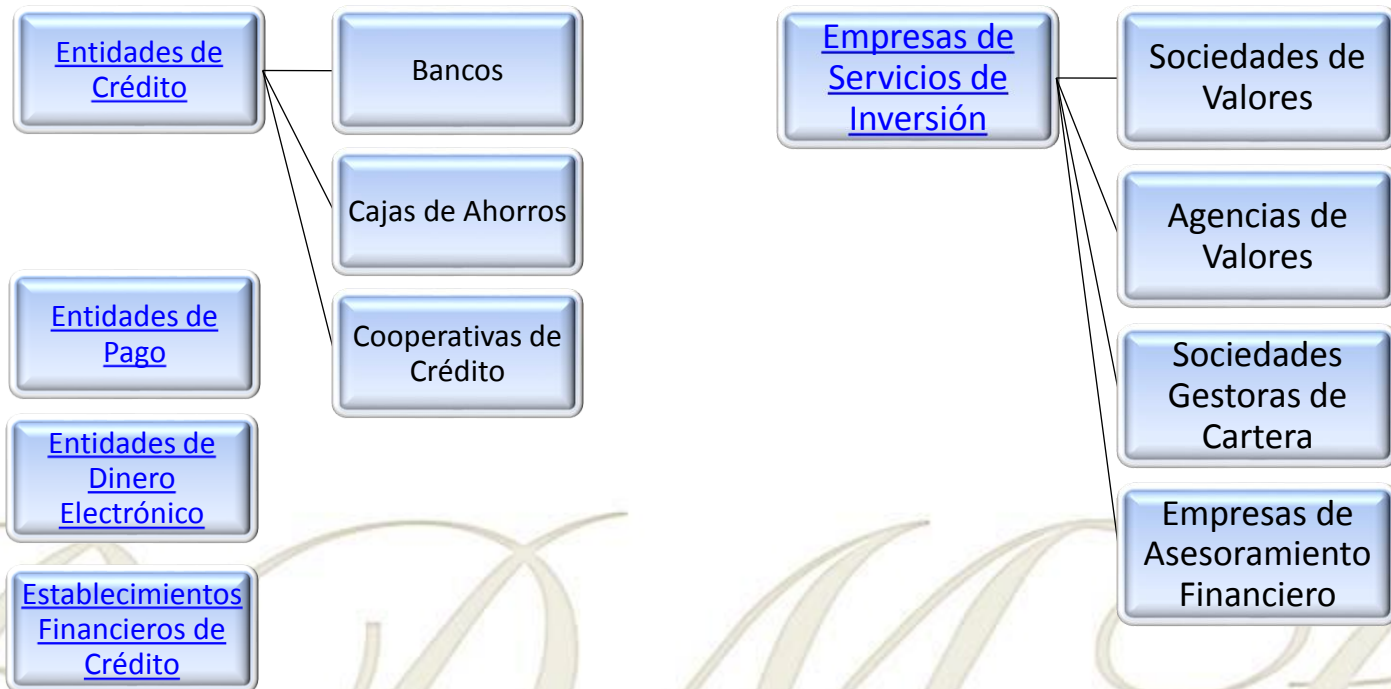 Entidades de
Crédito
Bancos
Cajas de Ahorros
Cooperativas de
Crédito
Entidades de
Pago
Entidades de
Dinero
Electrónico
Establecimientos
Financieros de
Crédito
Empresas de
Servicios de
Inversión
Sociedades de
Valores
Agencias de
Valores
Sociedades
Gestoras de
Cartera
Empresas de
Asesoramiento
Financiero